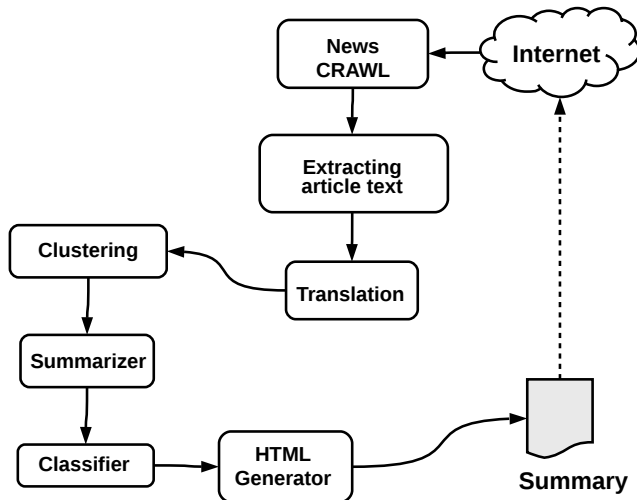 News
CRAWL
Internet
Extracting
article text
Clustering
Translation
Summarizer
Classifier
HTML
Generator
Summary